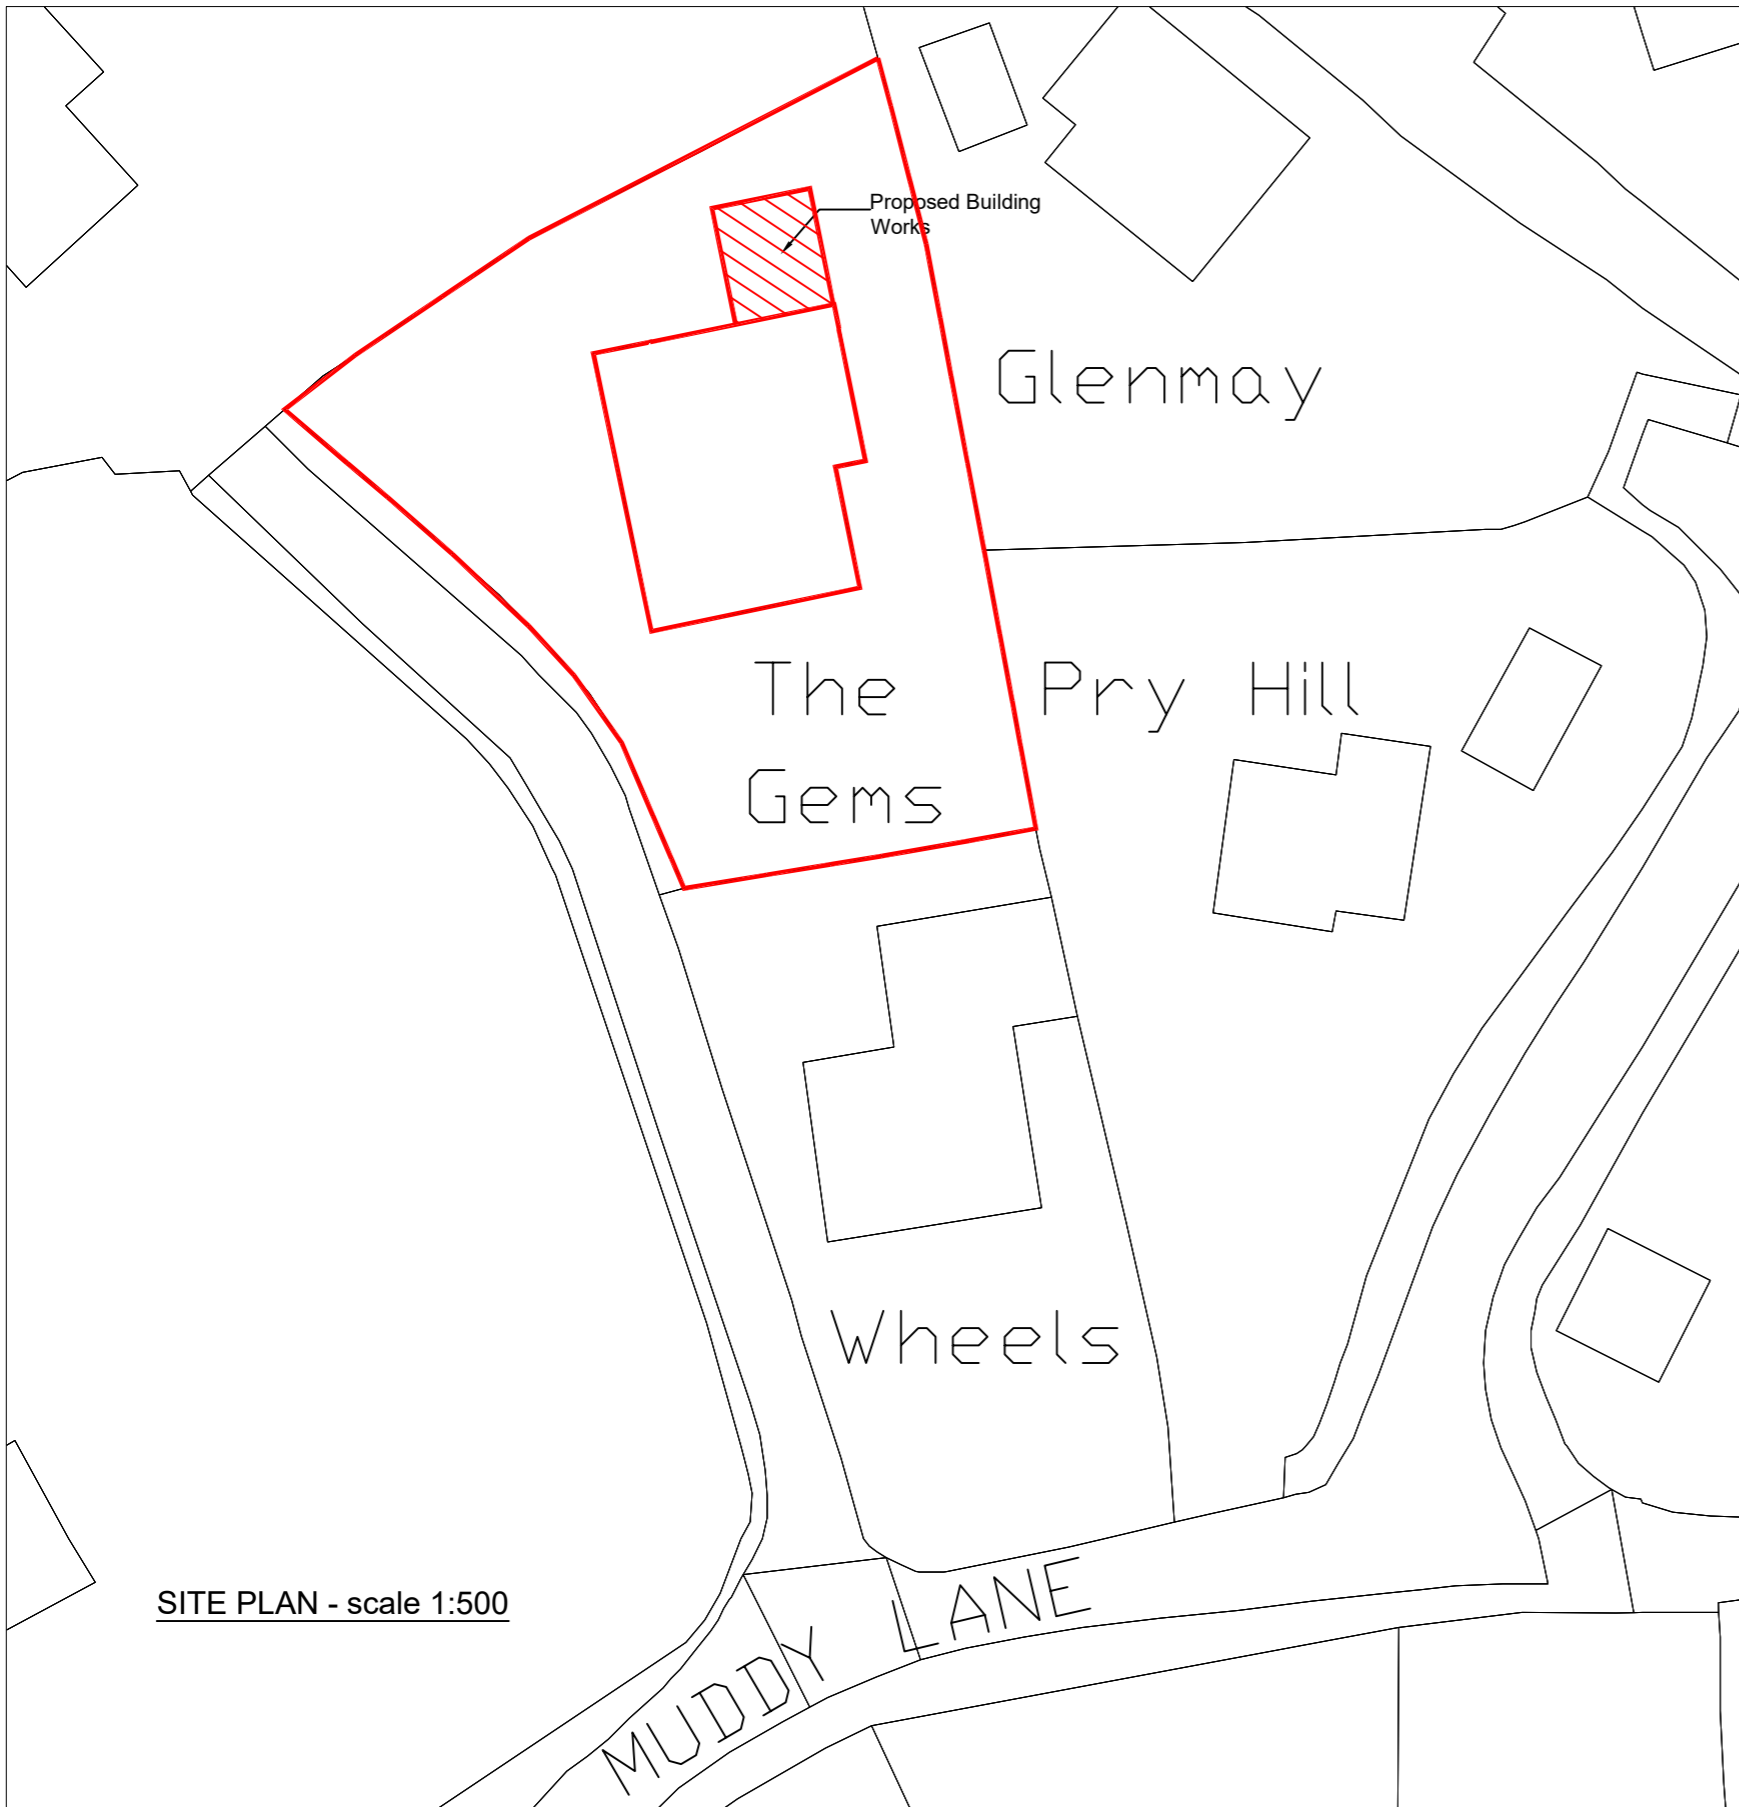 Proposed Building
Works
Glenmay
The
Gems
Pry Hill
Wheels
SITE PLAN - scale 1:500
MUDDY LANE